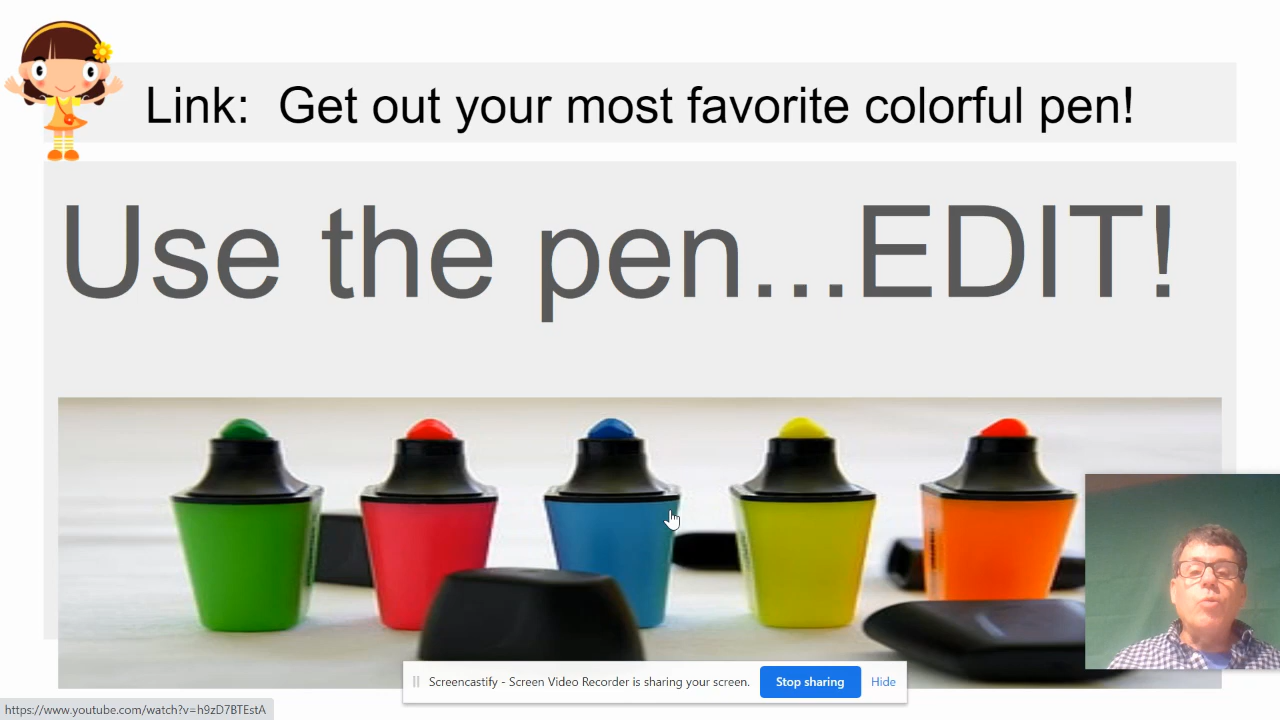 Link:  Get out your most favorite colorful pen!
Use the pen...EDIT!
Screencastify - Screen Video Recorder is sharing your screen.
Stop sharing
Hide
https://www.youtube.com/watch?v=h9zD7BTEstA